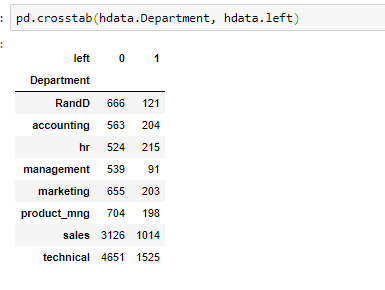 : pd.crosstab(hdata.Department, hdata.left)
:
left 0 1
Department
RandD 666 121
accounting 563 204
hr 524 215
management 539 91
marketing 655 203
product_mng 704 198
sales 3126 1014
technical 4651 1525